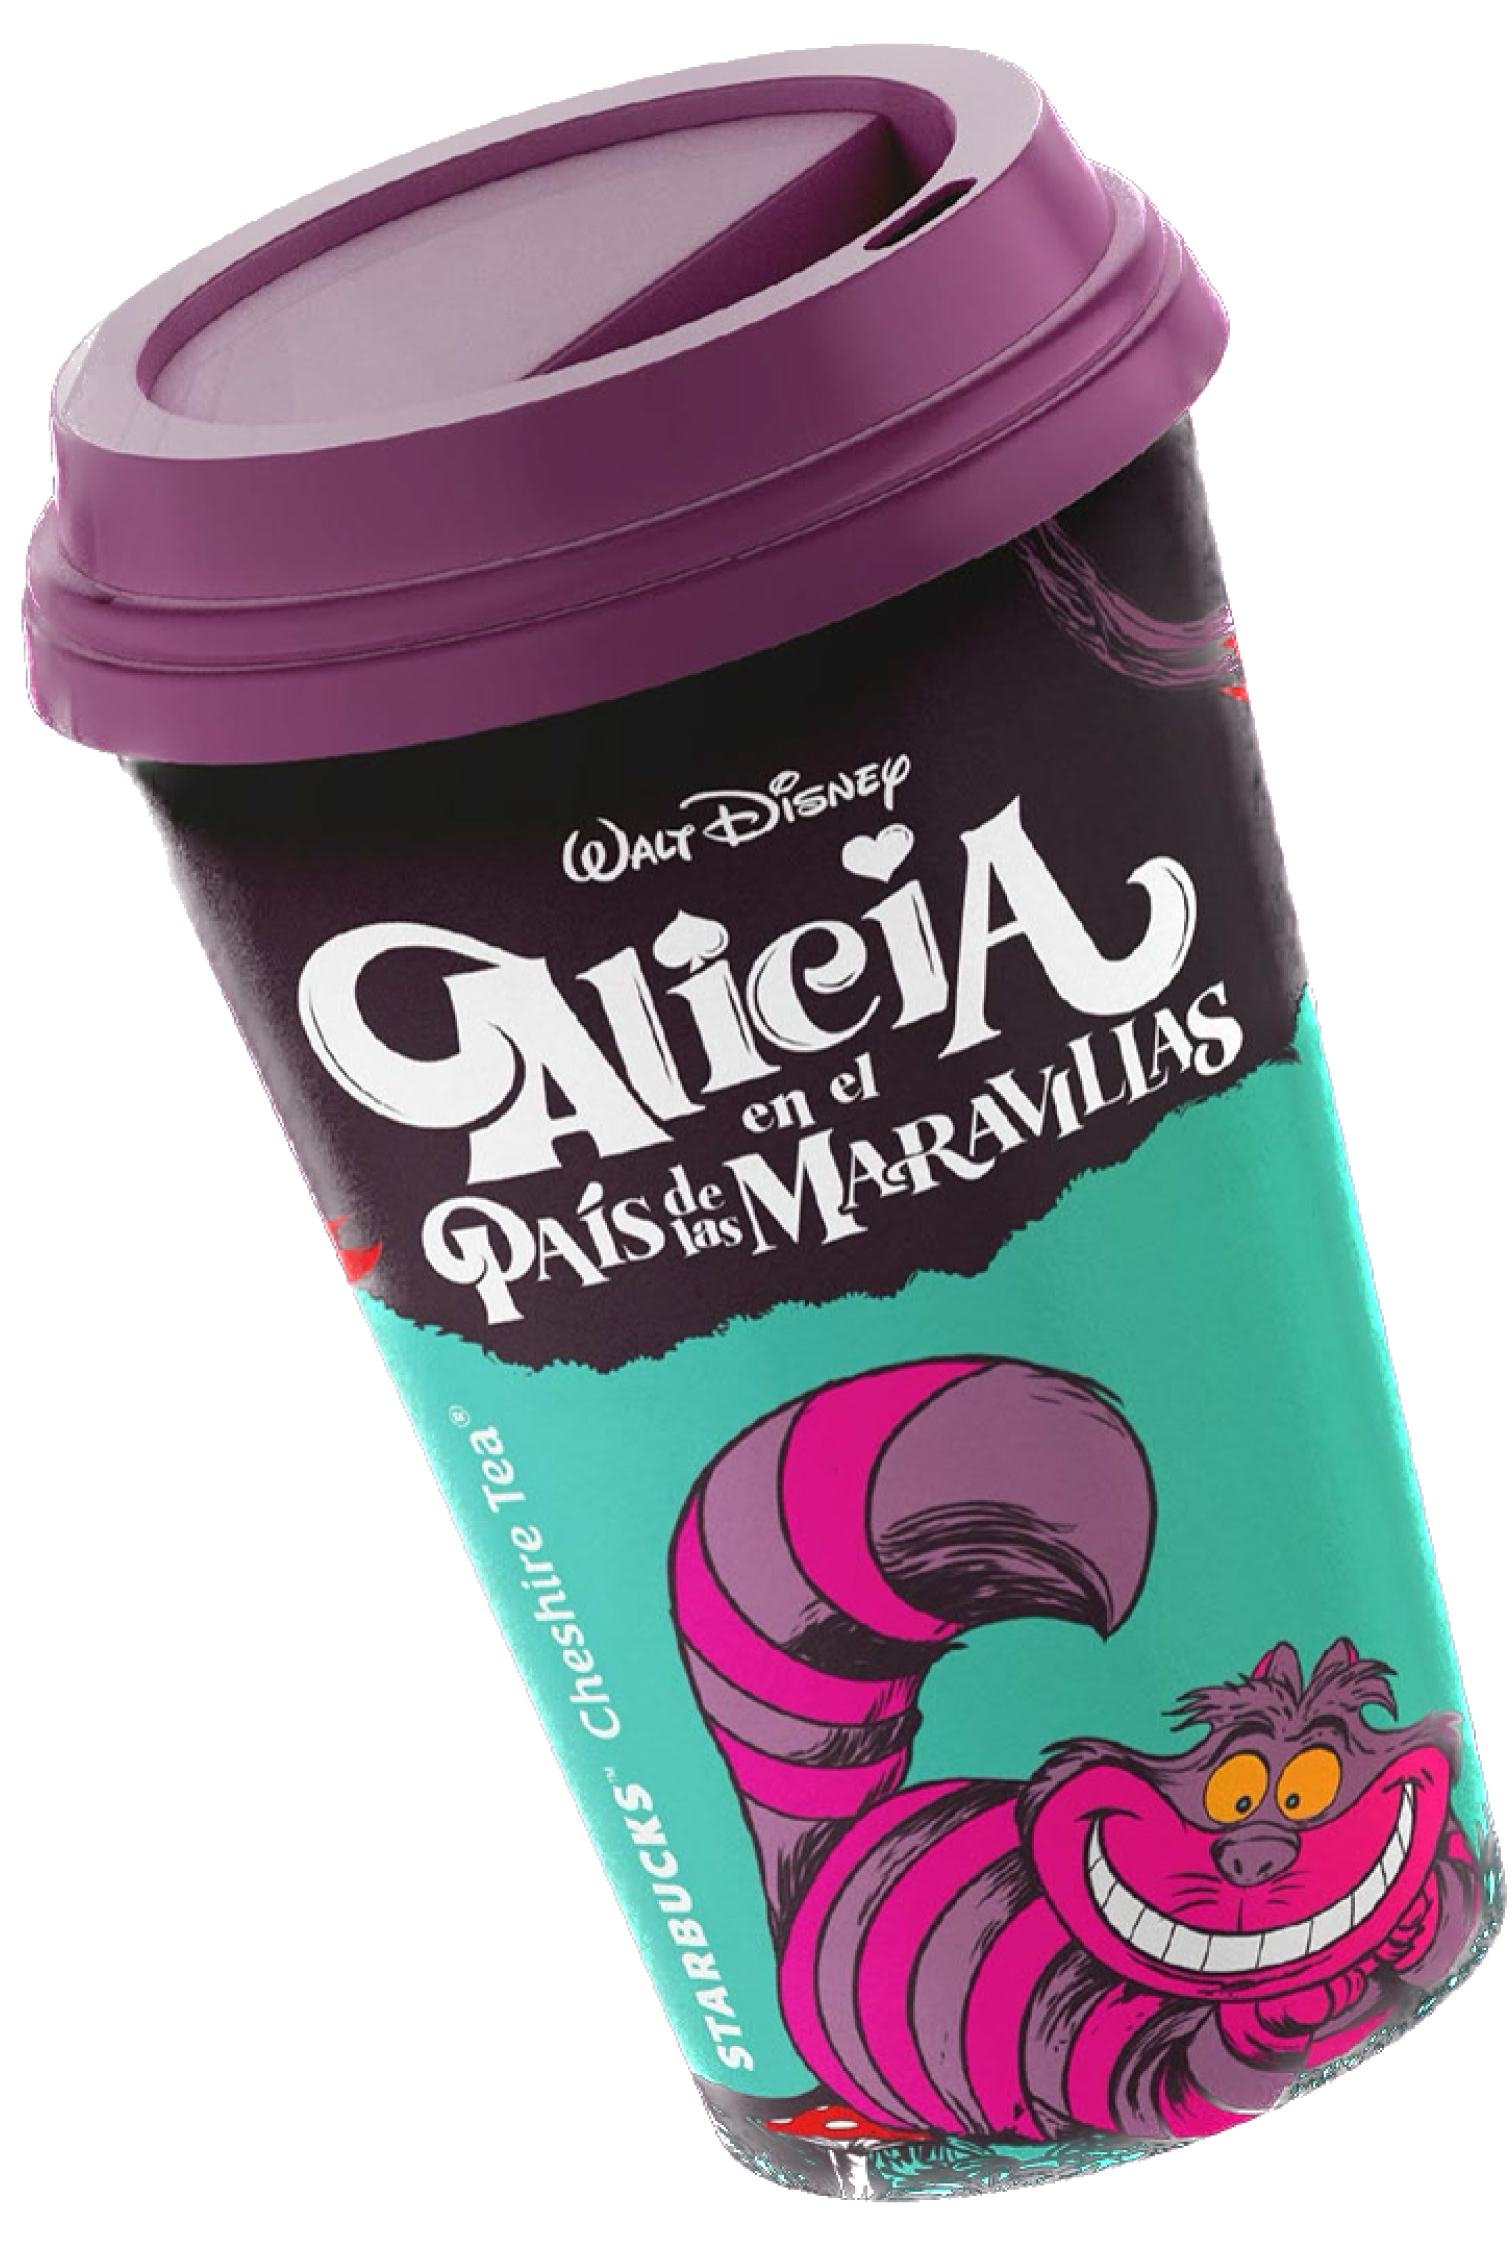 WALT DISNEY
AliciA
en el
PAÍS de las MARAVILLAS
STARBUCKS™ Cheshire Tea®